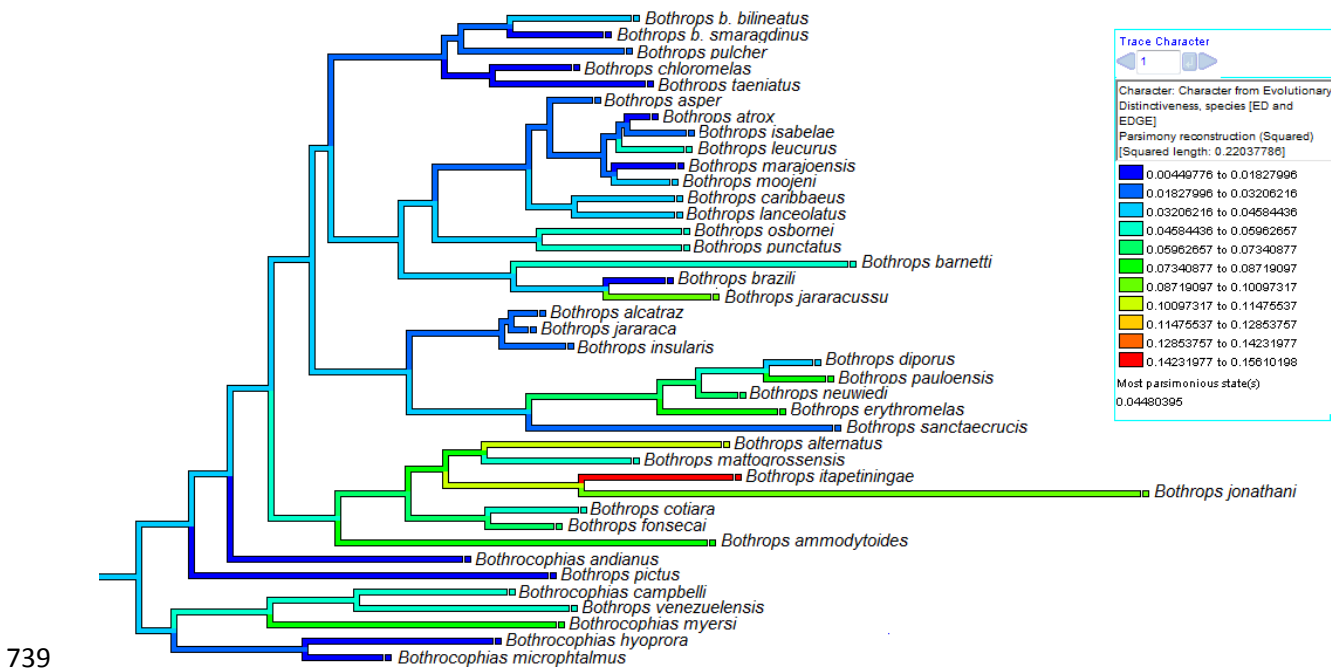 Bothrops b. bilineatus
Bothrops b. smaragdinus
Bothrops pulcher
Bothrops chloromelas
Bothrops taeniatus
Bothrops asper
Bothrops atrox
Bothrops isabelae
Bothrops leucurus
Bothrops marajoensis
Bothrops moojeni
Bothrops caribbaeus
Bothrops lanceolatus
Bothrops osbornei
Bothrops punctatus
Bothrops barnetti
Bothrops brazili
Bothrops jararacussu
Bothrops alcatraz
Bothrops jararaca
Bothrops insularis
Bothrops diporus
Bothrops pauloensis
Bothrops neuwiedi
Bothrops erythromelas
Bothrops sanctaecrucis
Bothrops alternatus
Bothrops mattogrossensis
Bothrops itapetiningae
Bothrops jonathani
Bothrops cotiara
Bothrops fonsecai
Bothrops ammodytoides
Bothrocophias andianus
Bothrops pictus
Bothrocophias campbelli
Bothrops venezuelensis
Bothrocophias myersi
Bothrocophias hyoprora
Bothrocophias microphtalmus
739
Trace Character
1
Character: Character from Evolutionary
Distinctiveness, species [ED and
EDGE]
Parsimony reconstruction (Squared)
[Squared length: 0.22037786]
0.00449776 to 0.01827996
0.01827996 to 0.03206216
0.03206216 to 0.04584436
0.04584436 to 0.05962657
0.05962657 to 0.07340877
0.07340877 to 0.08719097
0.08719097 to 0.10097317
0.10097317 to 0.11475537
0.11475537 to 0.12853757
0.12853757 to 0.14231977
0.14231977 to 0.15610198
Most parsimonious state(s)
0.04480395